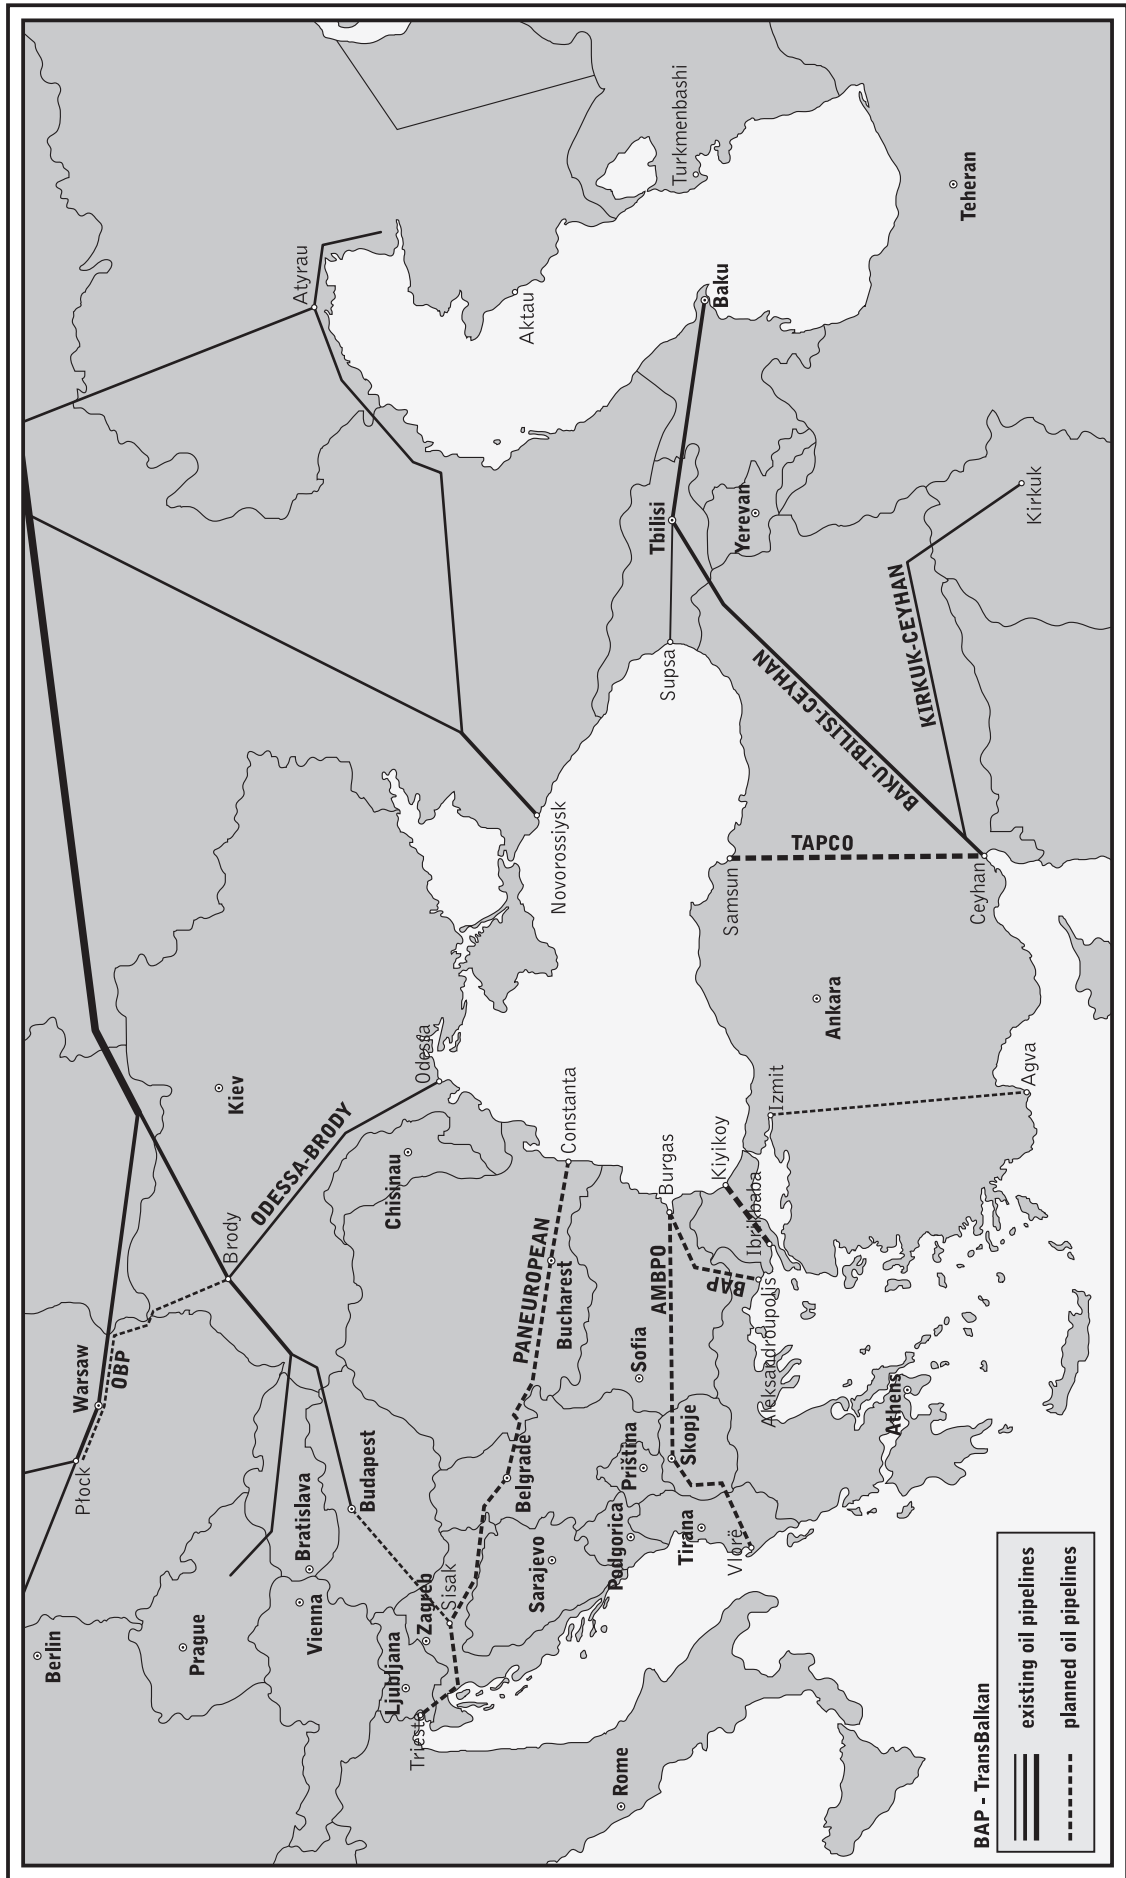 Berlin
Prague
Vienna
Bratislava
Budapest
Płock
Warsaw
OBP
Brody
ODESSA-BRODY
Kiev
Odessa
Chisinau
Atyrau
Aktau
Turkmenbashi
Teheran
Baku
Tbilisi
Yerevan
Supsa
Novorossiysk
Kirkuk
KIRKUK-CEYHAN
BAKU-TBILISI-CEYHAN
TAPCO
Samsun
Ceyhan
Ankara
Izmit
Agva
Constanta
PANEUROPEAN
Bucharest
Burgas
Kiyikoy
Ibrikbaba
AMBPO
BAP
Aleksandroupolis
Sofia
Athens
Skopje
Priština
Belgrade
Podgorica
Tirana
Vlorë
Sarajevo
Sisak
Zagreb
Ljubljana
Trieste
Rome
BAP - TransBalkan
existing oil pipelines
planned oil pipelines